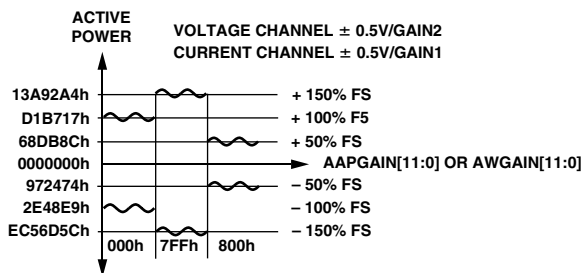 ACTIVE
POWER
VOLTAGE CHANNEL ± 0.5V/GAIN2
CURRENT CHANNEL ± 0.5V/GAIN1
13A92A4h + 150% FS
D1B717h + 100% F5
68DB8Ch + 50% FS
0000000h AAPGAIN[11:0] OR AWGAIN[11:0]
972474h – 50% FS
2E48E9h – 100% FS
EC56D5Ch – 150% FS
000h 7FFh 800h